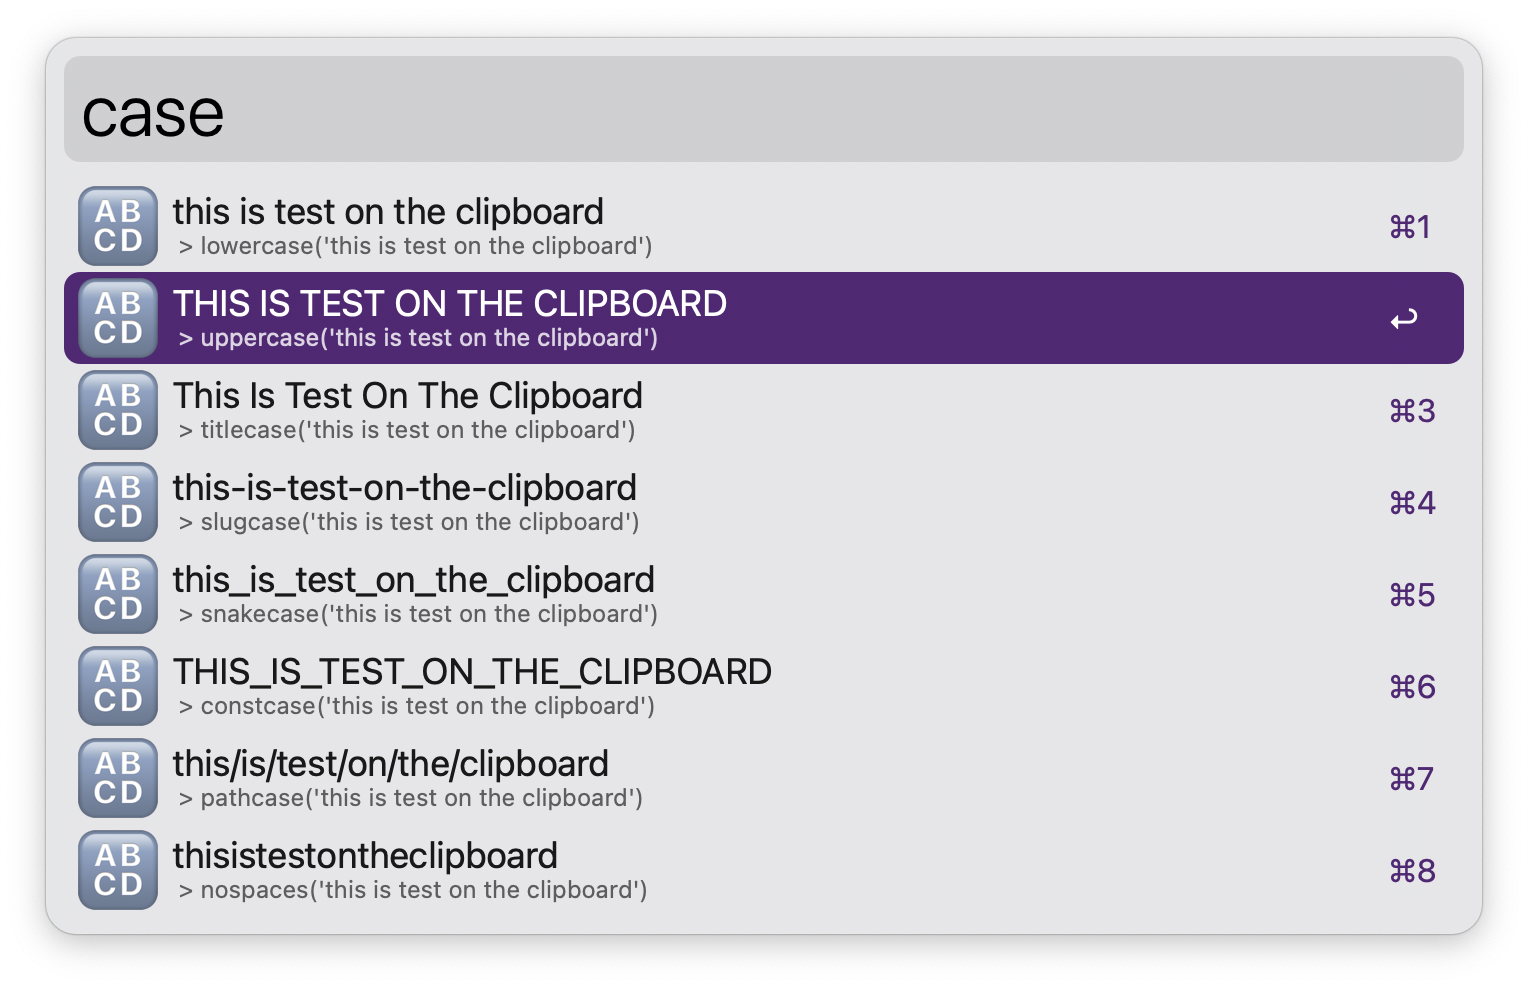 case
AB
CD
this is test on the clipboard
> lowercase('this is test on the clipboard')
⌘1
AB
CD
THIS IS TEST ON THE CLIPBOARD
> uppercase('this is test on the clipboard')
↩
AB
CD
This Is Test On The Clipboard
> titlecase('this is test on the clipboard')
⌘3
AB
CD
this-is-test-on-the-clipboard
> slugcase('this is test on the clipboard')
⌘4
AB
CD
this_is_test_on_the_clipboard
> snakecase('this is test on the clipboard')
⌘5
AB
CD
THIS_IS_TEST_ON_THE_CLIPBOARD
> constcase('this is test on the clipboard')
⌘6
AB
CD
this/is/test/on/the/clipboard
> pathcase('this is test on the clipboard')
⌘7
AB
CD
thisistestontheclipboard
> nospaces('this is test on the clipboard')
⌘8